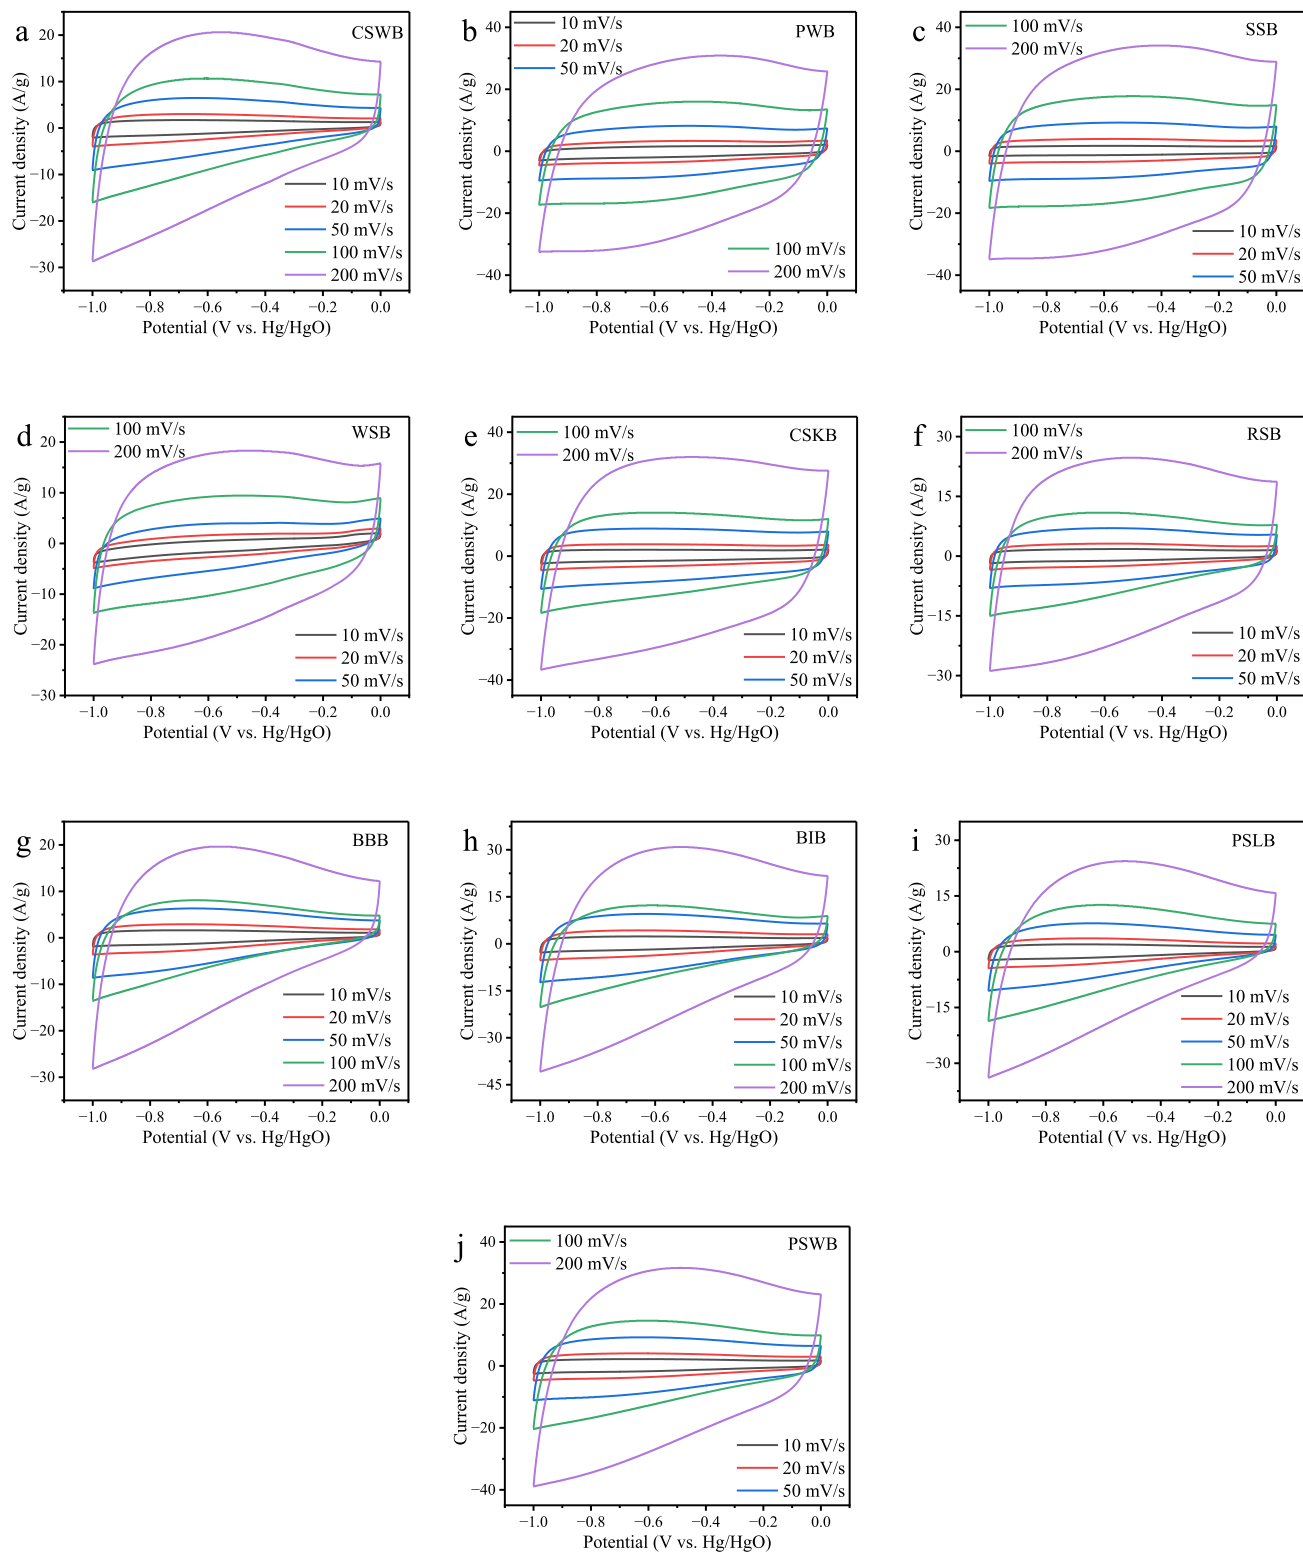 a
CSWB
20
10
0
−10
−20
−30
10 mV/s
20 mV/s
50 mV/s
100 mV/s
200 mV/s
−1.0 −0.8 −0.6 −0.4 −0.2 0.0
Potential (V vs. Hg/HgO)
Current density (A/g)
b
PWB
10 mV/s
20 mV/s
50 mV/s
40
20
0
−20
−40
100 mV/s
200 mV/s
−1.0 −0.8 −0.6 −0.4 −0.2 0.0
Potential (V vs. Hg/HgO)
Current density (A/g)
c
SSB
100 mV/s
200 mV/s
40
20
0
−20
−40
10 mV/s
20 mV/s
50 mV/s
−1.0 −0.8 −0.6 −0.4 −0.2 0.0
Potential (V vs. Hg/HgO)
Current density (A/g)
d
WSB
100 mV/s
200 mV/s
20
10
0
−10
−20
−30
10 mV/s
20 mV/s
50 mV/s
−1.0 −0.8 −0.6 −0.4 −0.2 0.0
Potential (V vs. Hg/HgO)
Current density (A/g)
e
CSKB
100 mV/s
200 mV/s
40
20
0
−20
−40
10 mV/s
20 mV/s
50 mV/s
−1.0 −0.8 −0.6 −0.4 −0.2 0.0
Potential (V vs. Hg/HgO)
Current density (A/g)
f
RSB
100 mV/s
200 mV/s
30
15
0
−15
−30
10 mV/s
20 mV/s
50 mV/s
−1.0 −0.8 −0.6 −0.4 −0.2 0.0
Potential (V vs. Hg/HgO)
Current density (A/g)
g
BBB
20
10
0
−10
−20
−30
10 mV/s
20 mV/s
50 mV/s
100 mV/s
200 mV/s
−1.0 −0.8 −0.6 −0.4 −0.2 0.0
Potential (V vs. Hg/HgO)
Current density (A/g)
h
BIB
30
15
0
−15
−30
−45
10 mV/s
20 mV/s
50 mV/s
100 mV/s
200 mV/s
−1.0 −0.8 −0.6 −0.4 −0.2 0.0
Potential (V vs. Hg/HgO)
Current density (A/g)
i
PSLB
30
15
0
−15
−30
10 mV/s
20 mV/s
50 mV/s
100 mV/s
200 mV/s
−1.0 −0.8 −0.6 −0.4 −0.2 0.0
Potential (V vs. Hg/HgO)
Current density (A/g)
j
PSWB
100 mV/s
200 mV/s
40
20
0
−20
−40
10 mV/s
20 mV/s
50 mV/s
−1.0 −0.8 −0.6 −0.4 −0.2 0.0
Potential (V vs. Hg/HgO)
Current density (A/g)